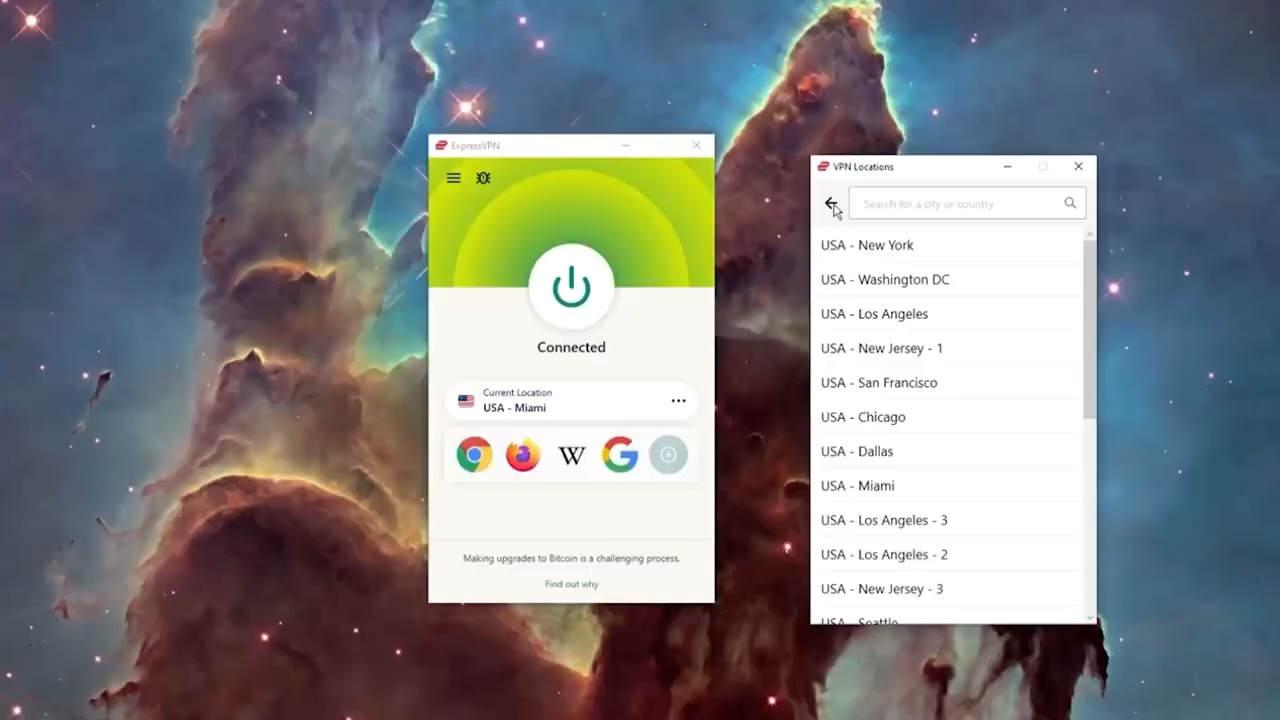 ExpressVPN
Connected
Current Location
USA - Miami
W
G
Making upgrades to Bitcoin is a challenging process.
Find out why
VPN Locations
Search for a city or country
USA - New York
USA - Washington DC
USA - Los Angeles
USA - New Jersey - 1
USA - San Francisco
USA - Chicago
USA - Dallas
USA - Miami
USA - Los Angeles - 3
USA - Los Angeles - 2
USA - New Jersey - 3
USA - Seattle